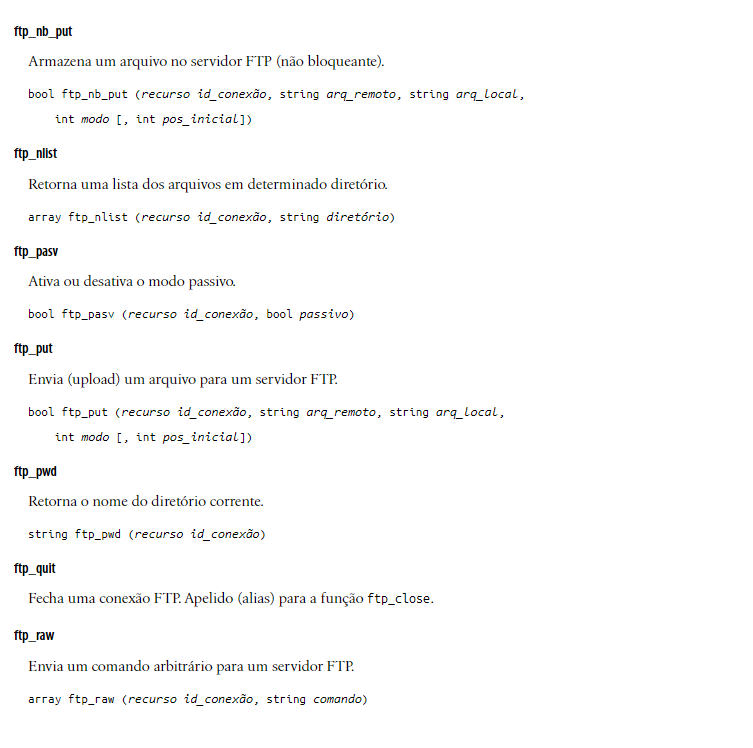 ftp_nb_put
Armazena um arquivo no servidor FTP (não bloqueante).
bool ftp_nb_put (recurso id_conexão, string arq_remoto, string arq_local,
int modo [, int pos_inicial])
ftp_nlist
Retorna uma lista dos arquivos em determinado diretório.
array ftp_nlist (recurso id_conexão, string diretório)
ftp_pasv
Ativa ou desativa o modo passivo.
bool ftp_pasv (recurso id_conexão, bool passivo)
ftp_put
Envia (upload) um arquivo para um servidor FTP.
bool ftp_put (recurso id_conexão, string arq_remoto, string arq_local,
int modo [, int pos_inicial])
ftp_pwd
Retorna o nome do diretório corrente.
string ftp_pwd (recurso id_conexão)
ftp_quit
Fecha uma conexão FTP. Apelido (alias) para a função ftp_close.
ftp_raw
Envia um comando arbitrário para um servidor FTP.
array ftp_raw (recurso id_conexão, string comando)